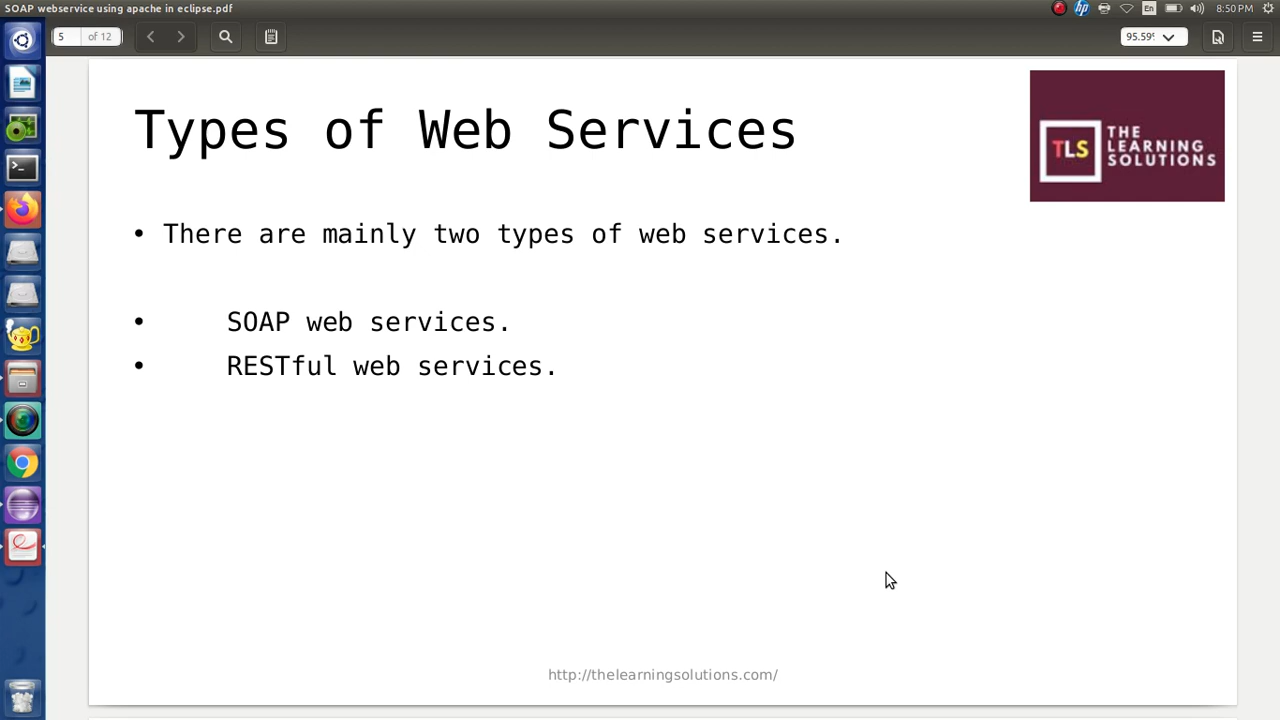 SOAP webservice using apache in eclipse.pdf
En
8:50 PM
5 of 12
95.59%
Types of Web Services
TLS
THE
LEARNING
SOLUTIONS
• There are mainly two types of web services.
• SOAP web services.
• RESTful web services.
http://thelearningsolutions.com/